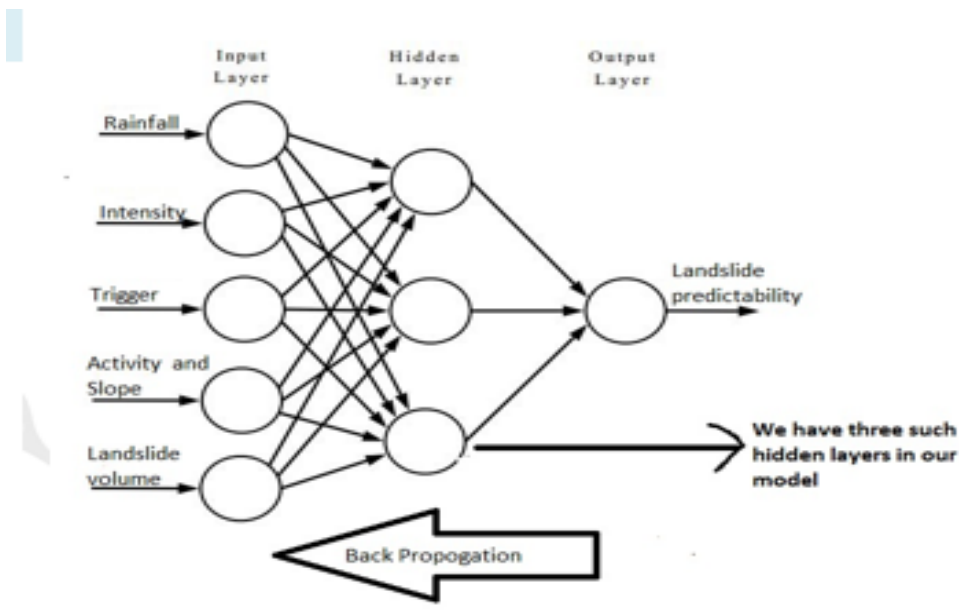 Input
Layer
Hidden
Layer
Output
Layer
Rainfall
Intensity
Trigger
Activity and
Slope
Landslide
volume
Landslide
predictability
We have three such
hidden layers in our
model
Back Propogation